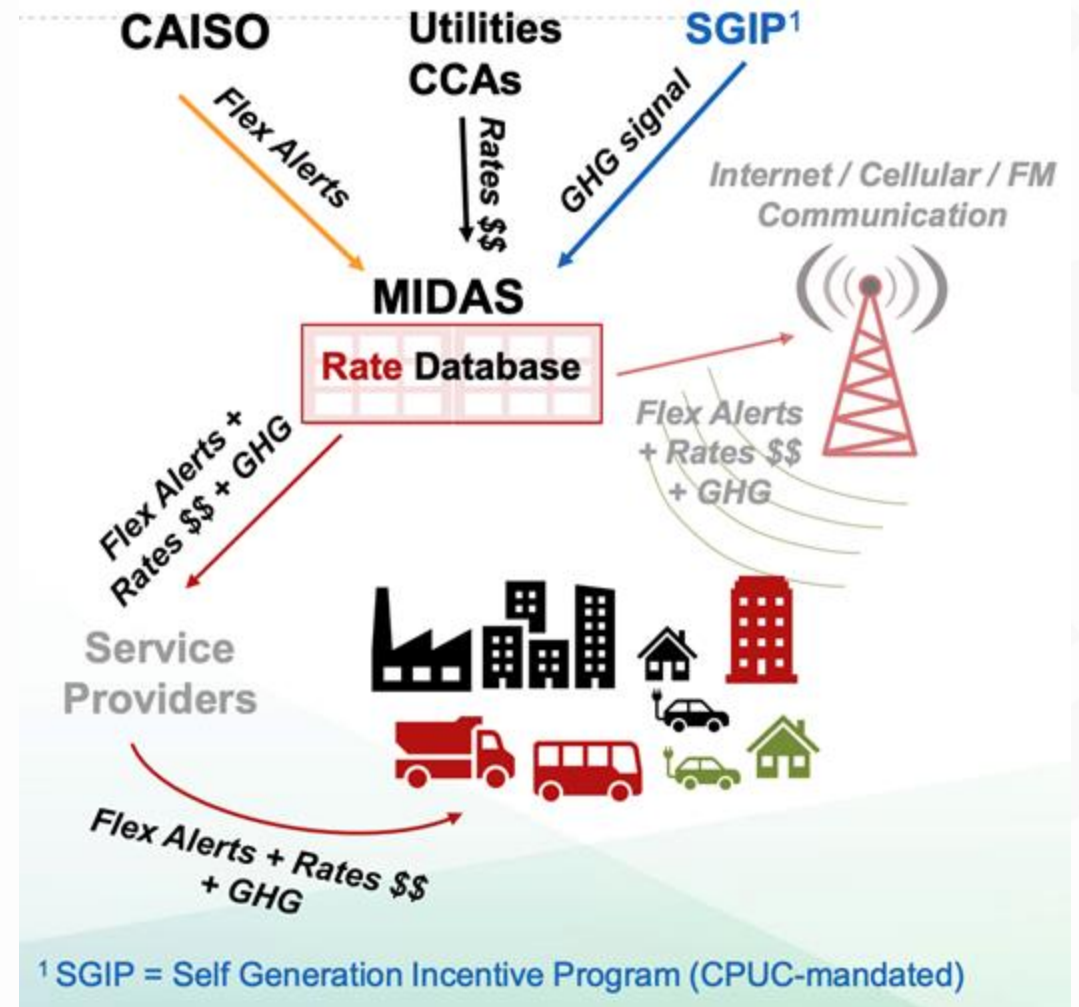 CAISO
Utilities
CCAs
SGIP¹
Flex Alerts
Rates $$
GHG signal
Internet / Cellular / FM
Communication
MIDAS
Rate Database
Flex Alerts
+ Rates $$
+ GHG
Flex Alerts +
Rates $$ + GHG
Service
Providers
Flex Alerts + Rates $$
+ GHG
¹ SGIP = Self Generation Incentive Program (CPUC-mandated)